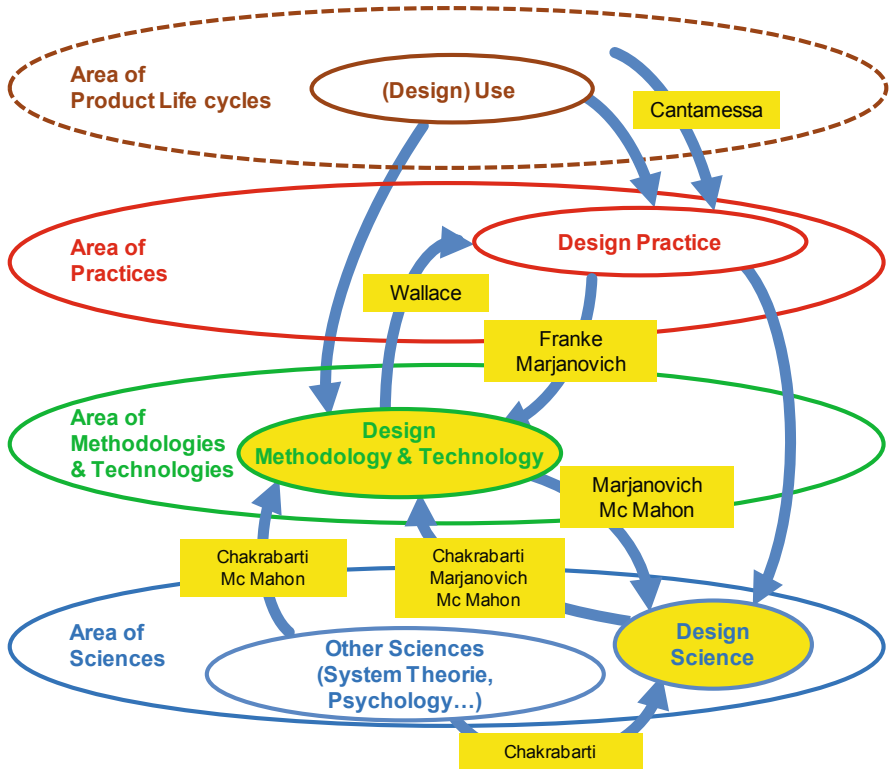 Area of
Product Life cycles
(Design) Use
Cantamessa
Area of
Practices
Design Practice
Wallace
Franke
Marjanovich
Area of
Methodologies
& Technologies
Design
Methodology & Technology
Marjanovich
Mc Mahon
Chakrabarti
Mc Mahon
Chakrabarti
Marjanovich
Mc Mahon
Area of
Sciences
Other Sciences
(System Theorie,
Psychology…)
Design
Science
Chakrabarti